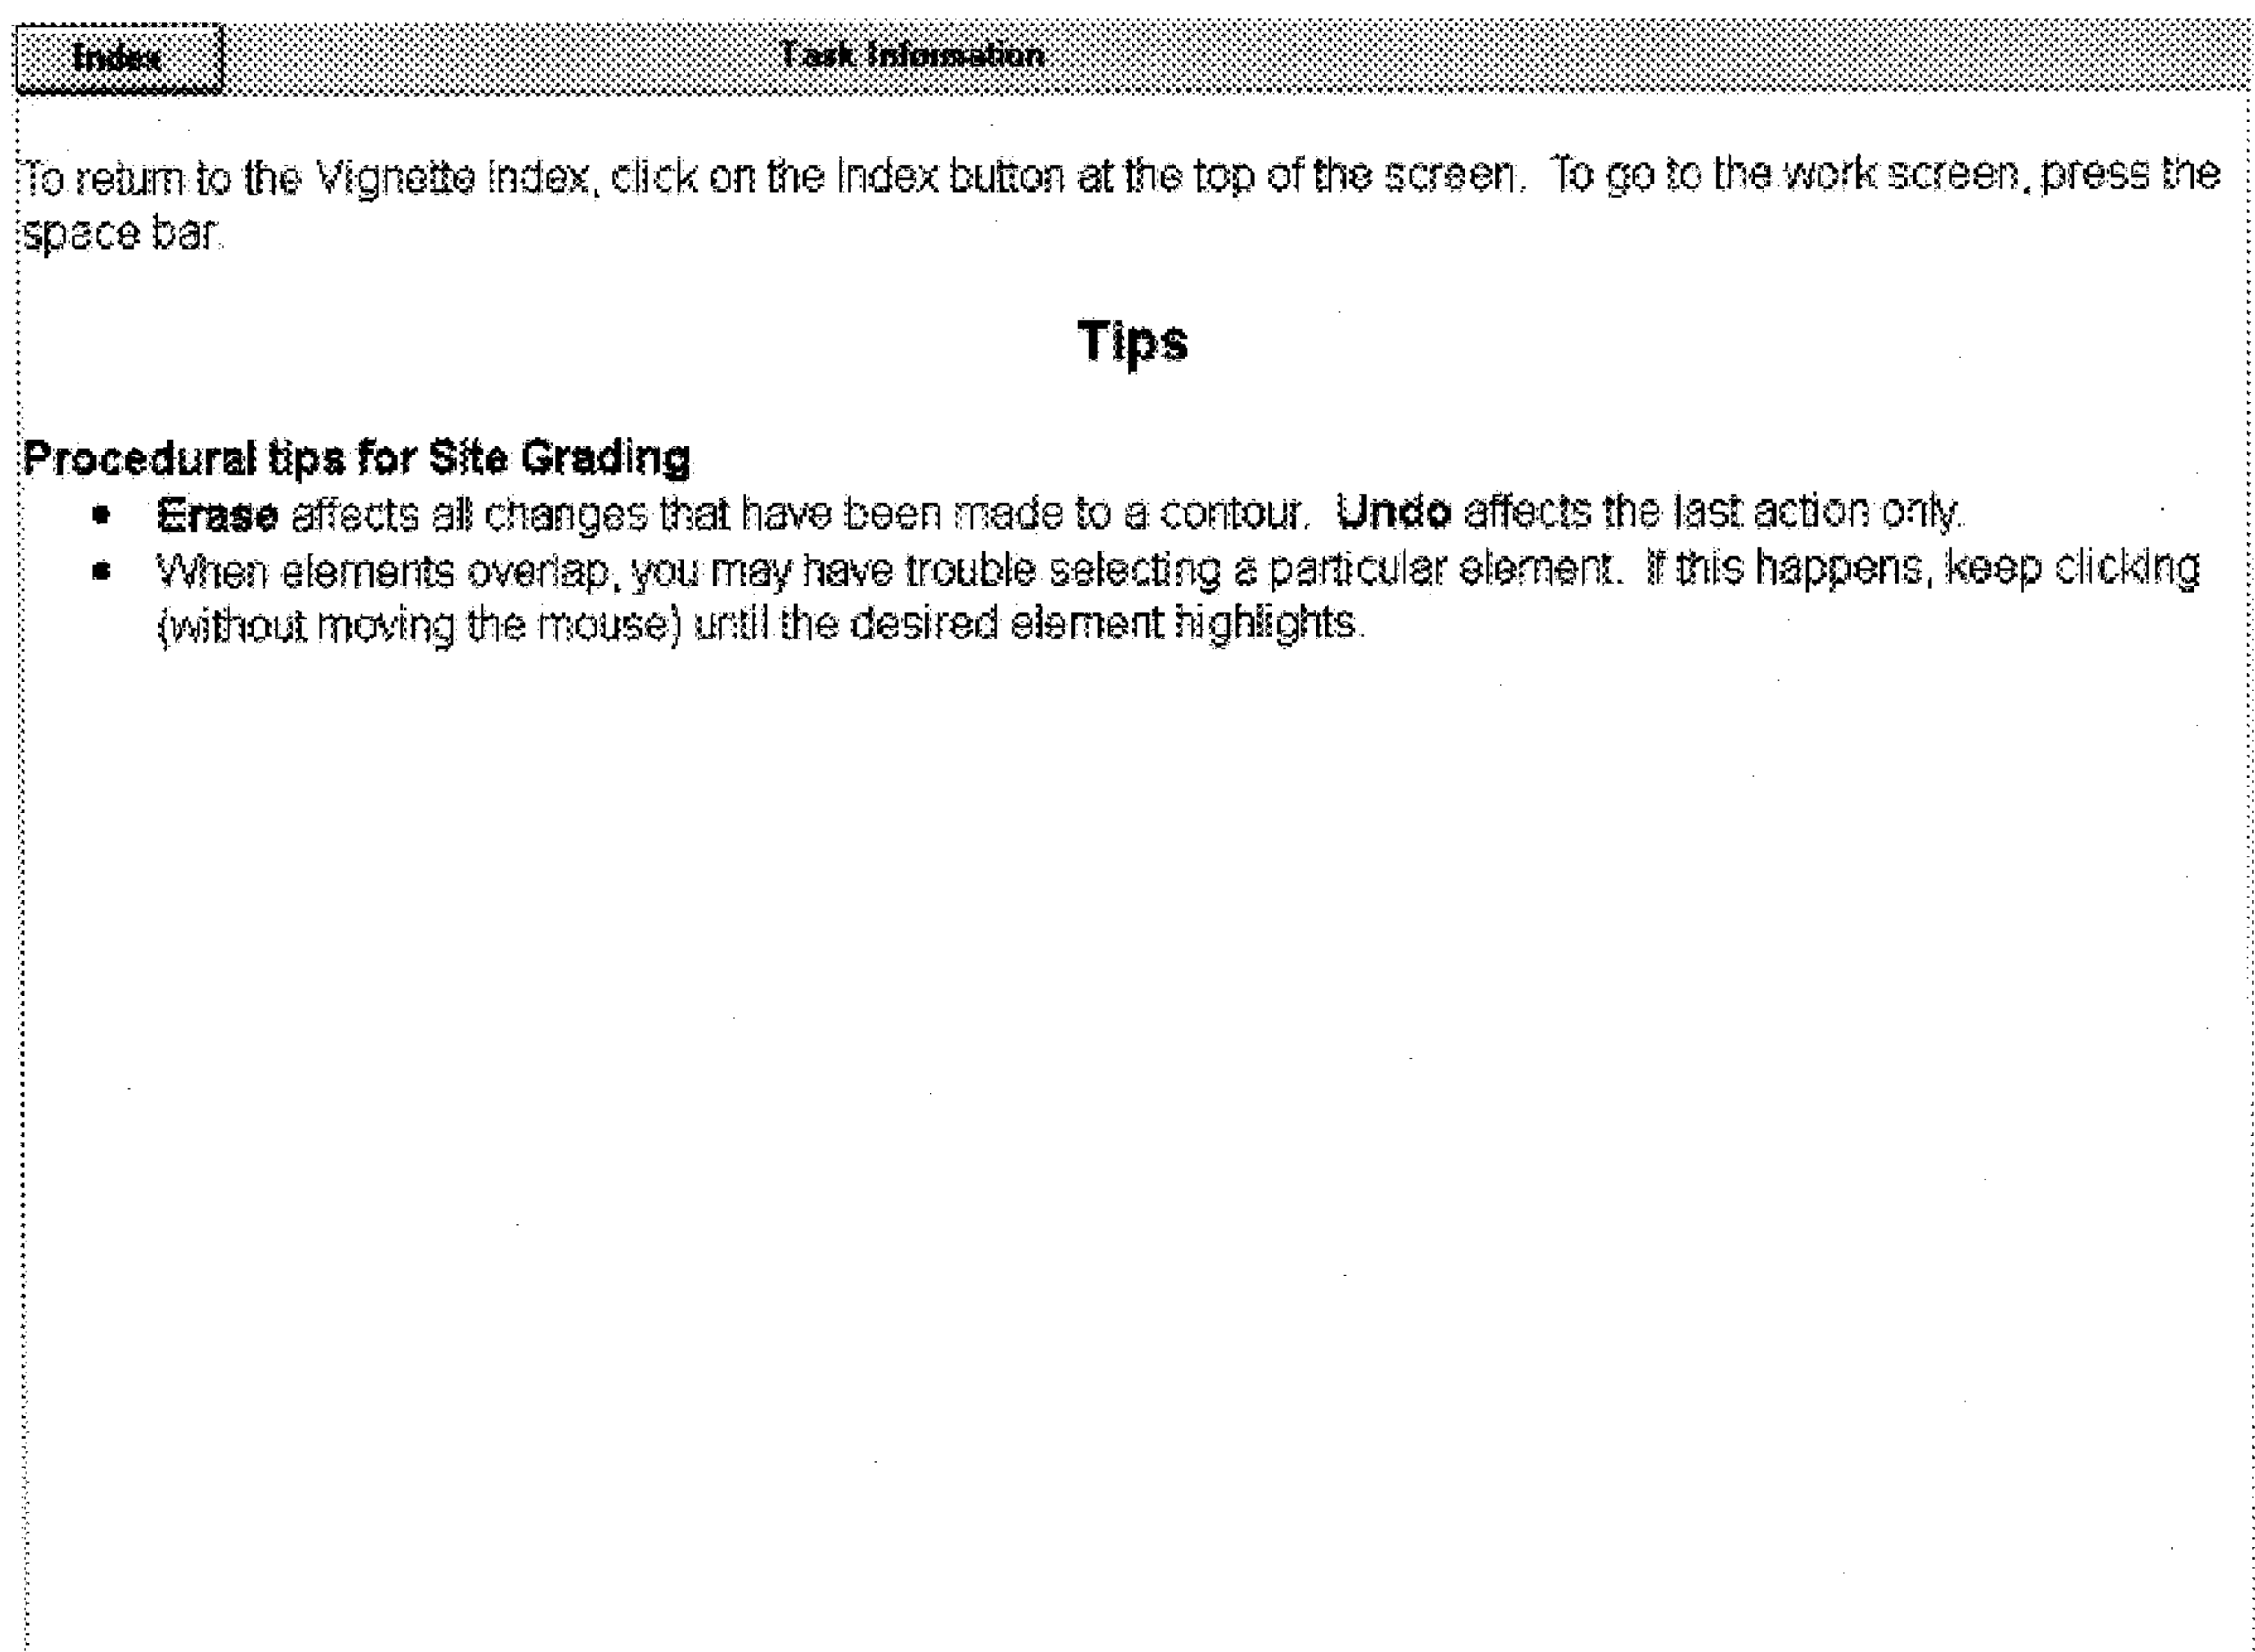 Index
Task Information
To return to the Vignette Index, click on the Index button at the top of the screen. To go to the work screen, press the
space bar.
Tips
Procedural tips for Site Grading
• Erase affects all changes that have been made to a contour. Undo affects the last action only.
• When elements overlap, you may have trouble selecting a particular element. If this happens, keep clicking
(without moving the mouse) until the desired element highlights.